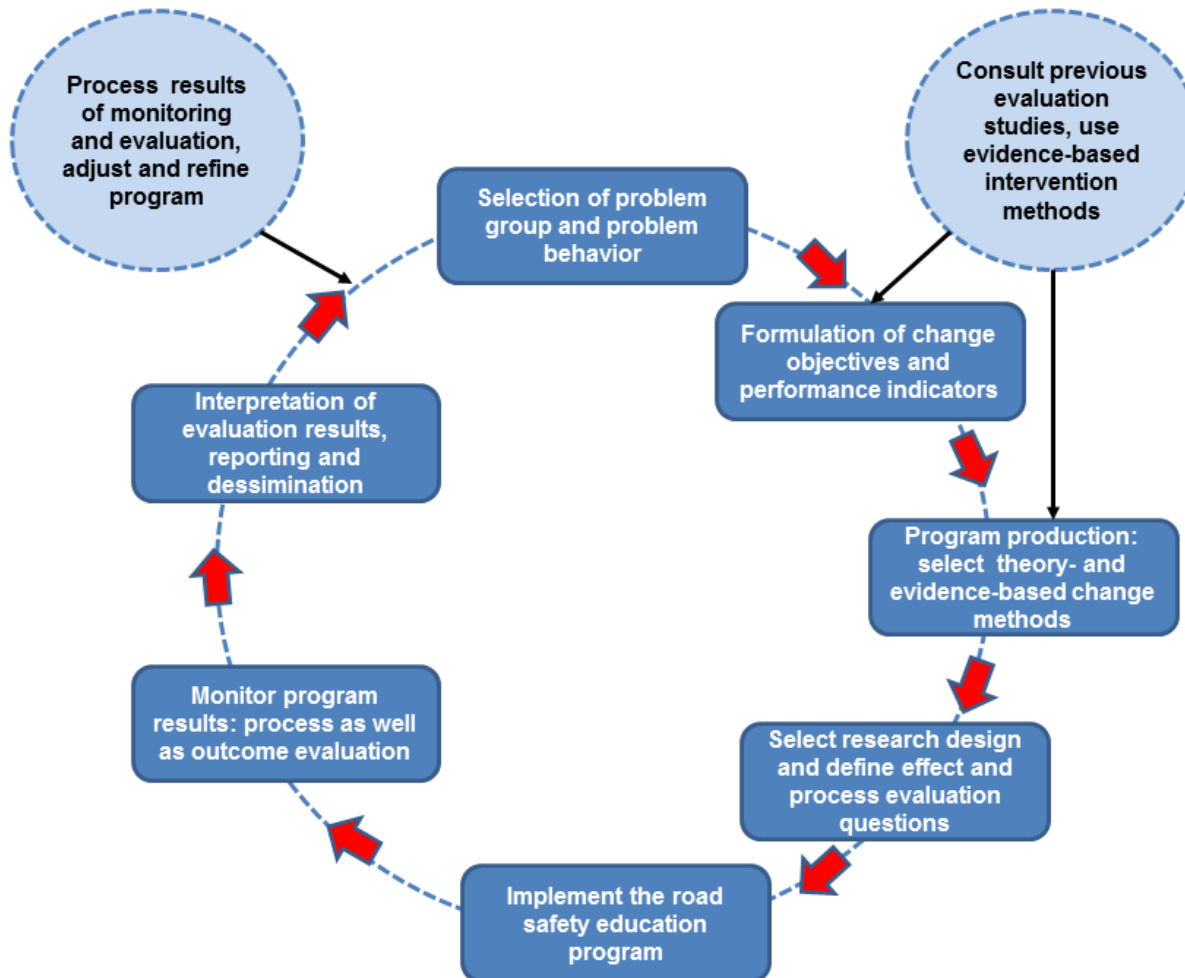 Process results
of monitoring
and evaluation,
adjust and refine
program
Consult previous
evaluation
studies, use
evidence-based
intervention
methods
Selection of problem
group and problem
behavior
Formulation of change
objectives and
performance indicators
Program production:
select theory- and
evidence-based change
methods
Select research design
and define effect and
process evaluation
questions
Implement the road
safety education
program
Monitor program
results: process as well
as outcome evaluation
Interpretation of
evaluation results,
reporting and
dessimination